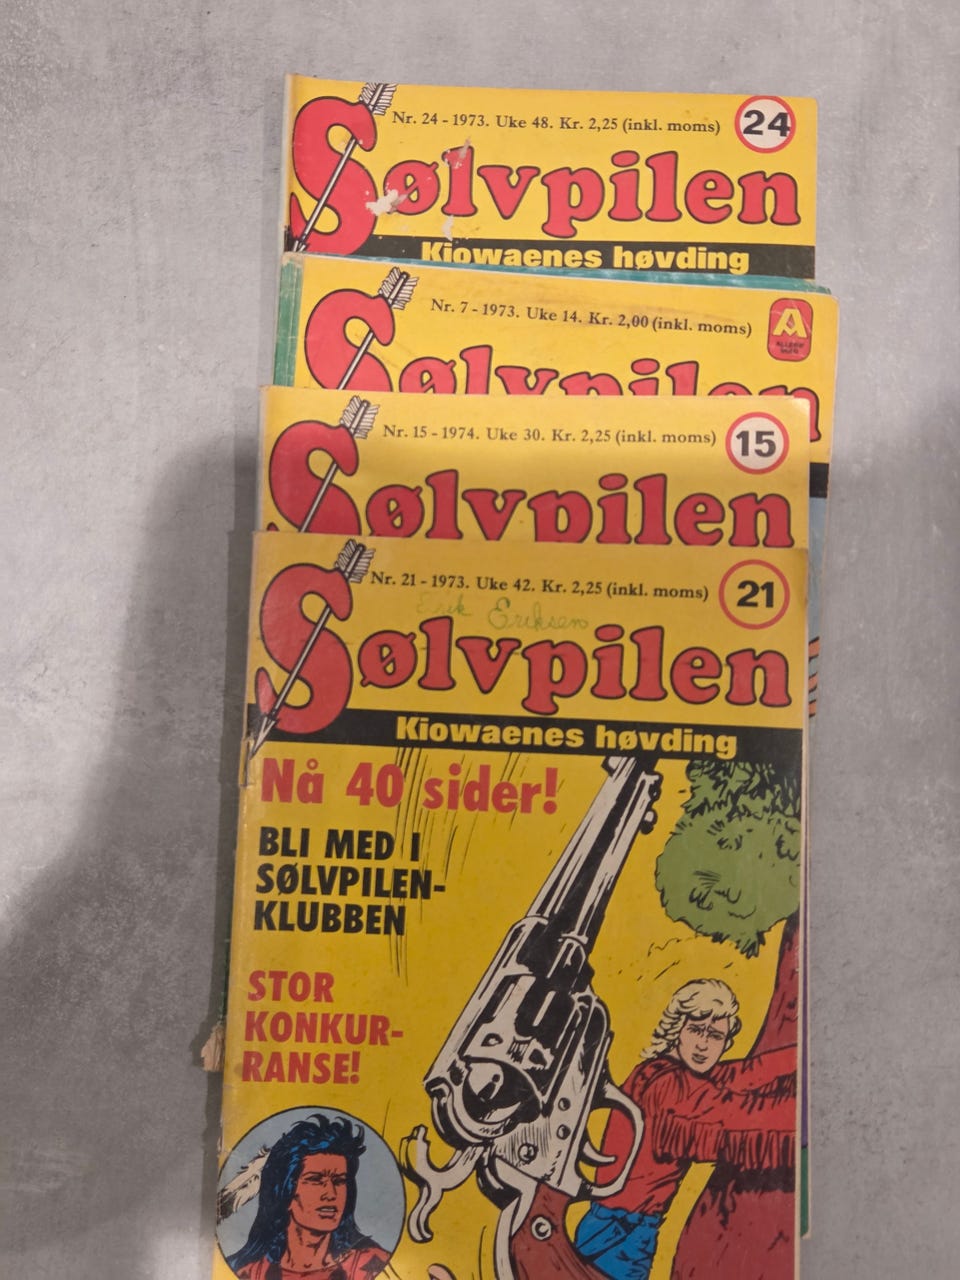 Nr. 24 - 1973. Uke 48. Kr. 2,25 (inkl. moms)
24
Sølvpilen
Kiowaenes høvding
Nr. 7 - 1973. Uke 14. Kr. 2,00 (inkl. moms)
A
Sølvpilen
Nr. 15 - 1974. Uke 30. Kr. 2,25 (inkl. moms)
15
Sølvpilen
Nr. 21 - 1973. Uke 42. Kr. 2,25 (inkl. moms)
21
Erik Eriksen
Sølvpilen
Kiowaenes høvding
Nå 40 sider!
BLI MED I
SØLVPILEN-
KLUBBEN
STOR
KONKUR-
RANSE!